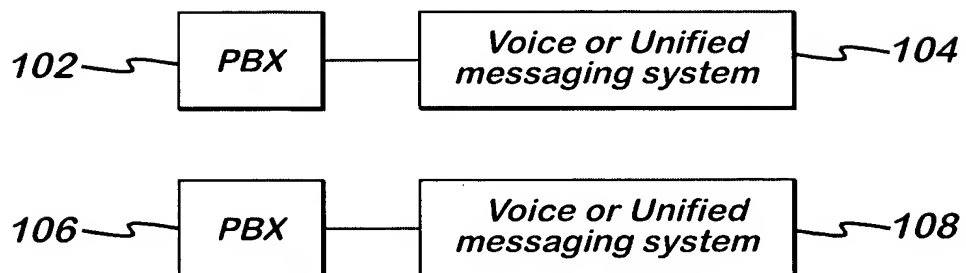 102
PBX
Voice or Unified
messaging system
104
106
PBX
Voice or Unified
messaging system
108